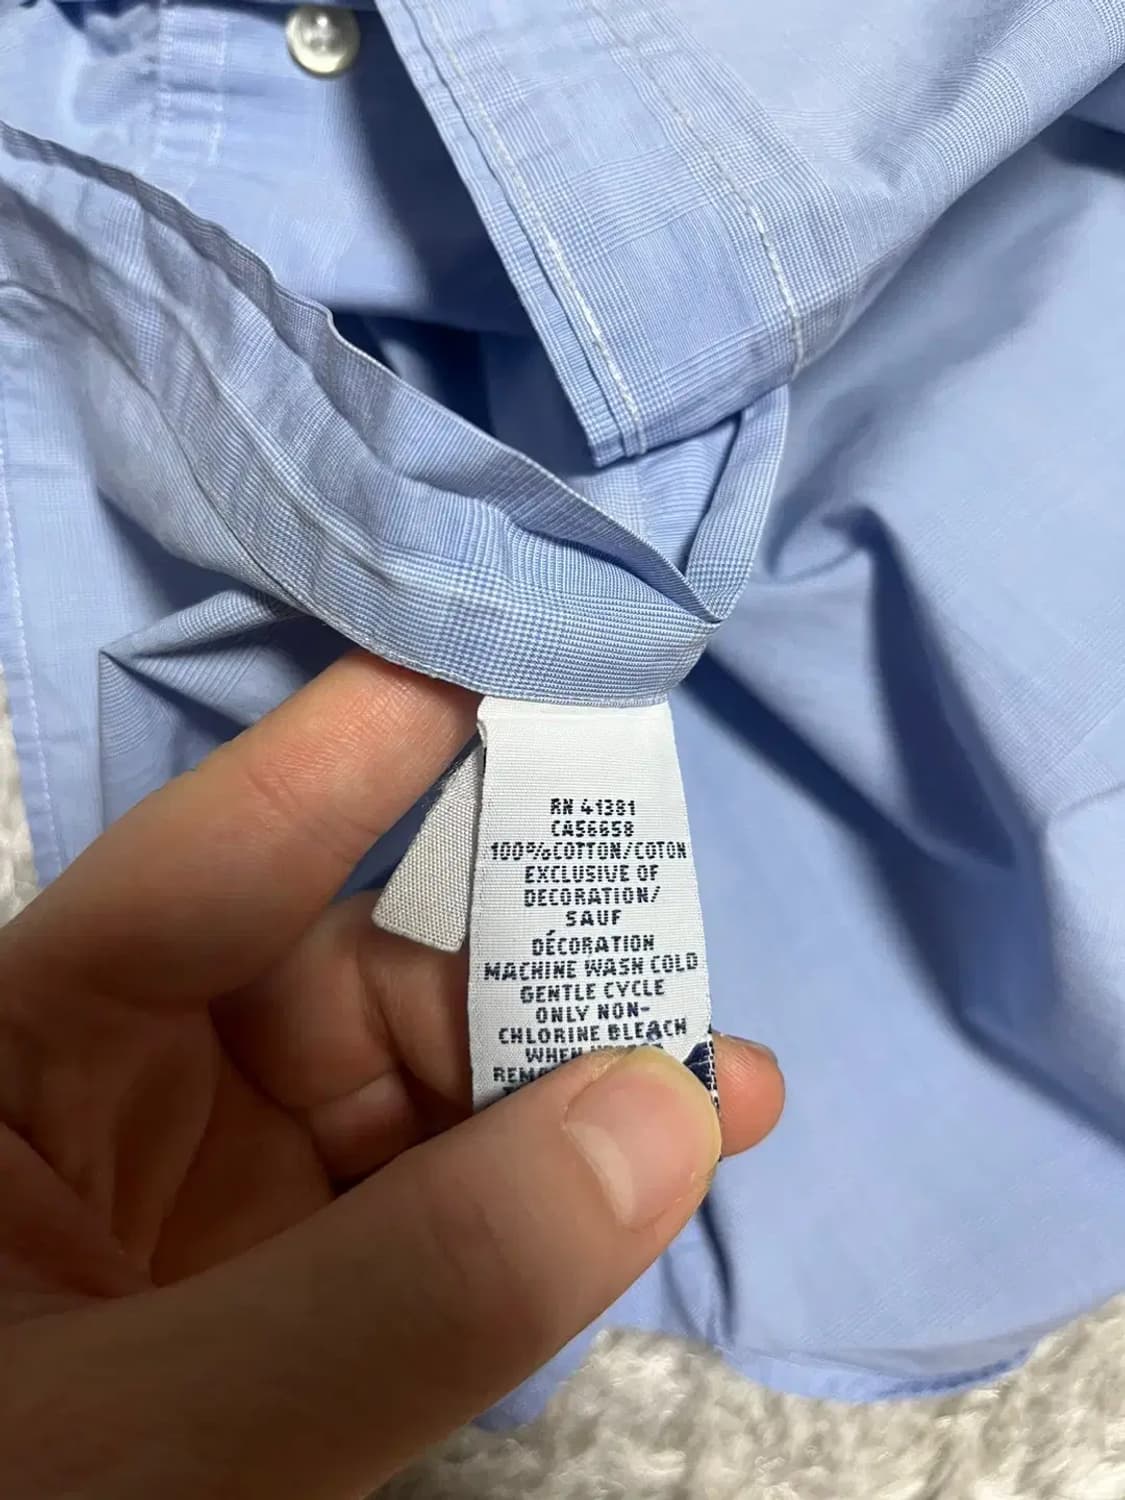 RN 41381
CA56658
100%COTTON/COTON
EXCLUSIVE OF
DECORATION/
SAUF
DÉCORATION
MACHINE WASH COLD
GENTLE CYCLE
ONLY NON-
CHLORINE BLEACH
WHEN